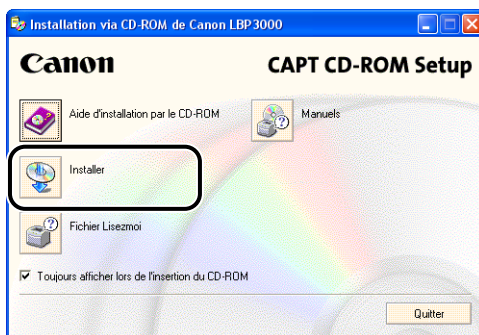 Installation via CD-ROM de Canon LBP3000
Canon
CAPT CD-ROM Setup
Aide d'installation par le CD-ROM
Manuels
Installer
Fichier Lisezmoi
Toujours afficher lors de l'insertion du CD-ROM
Quitter